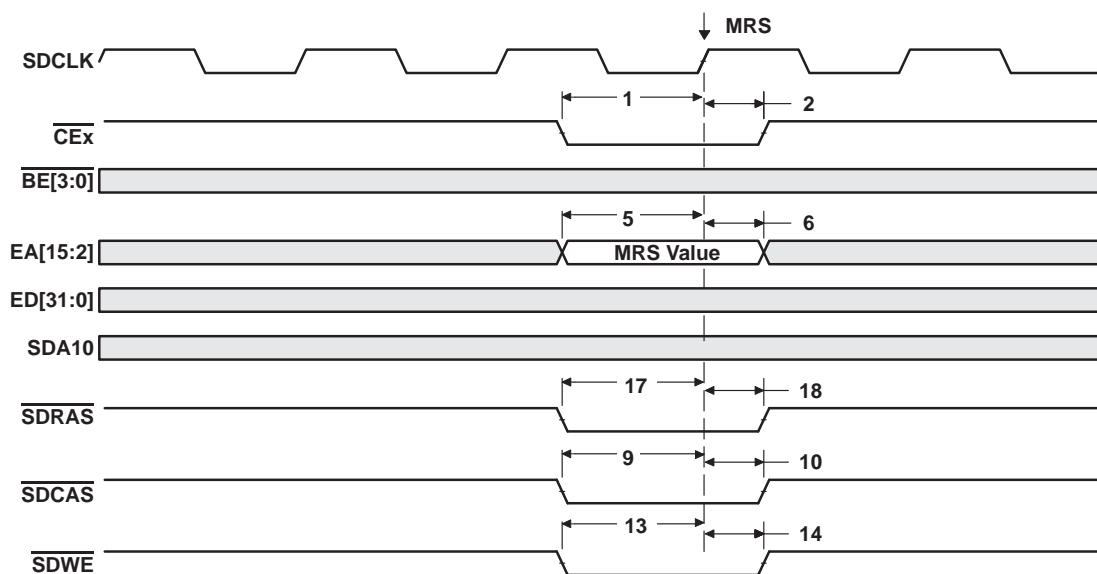 MRS
SDCLK
1 2
CEx
BE[3:0]
5 6
EA[15:2] MRS Value
ED[31:0]
SDA10
17 18
SDRAS
9 10
SDCAS
13 14
SDWE